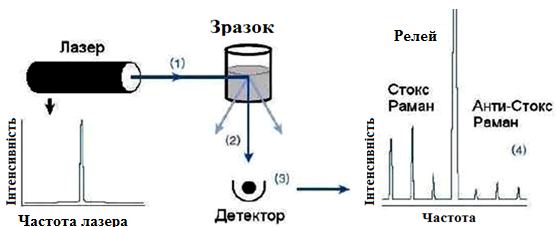 Зразок
Лазер
(1)
(2)
(3)
Детектор
Інтенсивність
Частота лазера
Релей
Стокс
Раман
Анти-Стокс
Раман
(4)
Інтенсивність
Частота